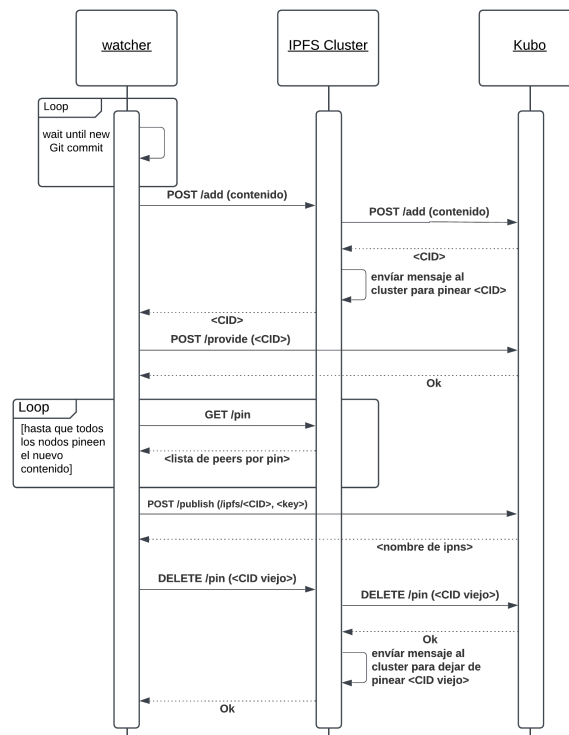 watcher
IPFS Cluster
Kubo
Loop
wait until new
Git commit
POST /add (contenido)
POST /add (contenido)
<CID>
envíar mensaje al
cluster para pinear <CID>
<CID>
POST /provide (<CID>)
Ok
Loop
[hasta que todos
los nodos pineen
el nuevo
contenido]
GET /pin
<lista de peers por pin>
POST /publish (/ipfs/<CID>, <key>)
<nombre de ipns>
DELETE /pin (<CID viejo>)
DELETE /pin (<CID viejo>)
Ok
envíar mensaje al
cluster para dejar de
pinear <CID viejo>
Ok